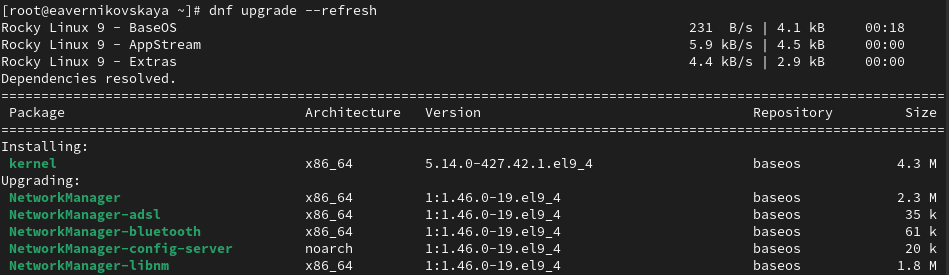 [root@eavernikovskaya ~]# dnf upgrade --refresh
Rocky Linux 9 - BaseOS                                231  B/s | 4.1 kB     00:18
Rocky Linux 9 - AppStream                             5.9 kB/s | 4.5 kB     00:00
Rocky Linux 9 - Extras                                4.4 kB/s | 2.9 kB     00:00
Dependencies resolved.
================================================================================
Package                Architecture   Version                Repository      Size
================================================================================
Installing:
kernel                 x86_64         5.14.0-427.42.1.el9_4  baseos         4.3 M
Upgrading:
NetworkManager         x86_64         1:1.46.0-19.el9_4      baseos         2.3 M
NetworkManager-adsl    x86_64         1:1.46.0-19.el9_4      baseos          35 k
NetworkManager-bluetooth x86_64       1:1.46.0-19.el9_4      baseos          61 k
NetworkManager-config-server noarch   1:1.46.0-19.el9_4      baseos          20 k
NetworkManager-libnm   x86_64         1:1.46.0-19.el9_4      baseos         1.8 M